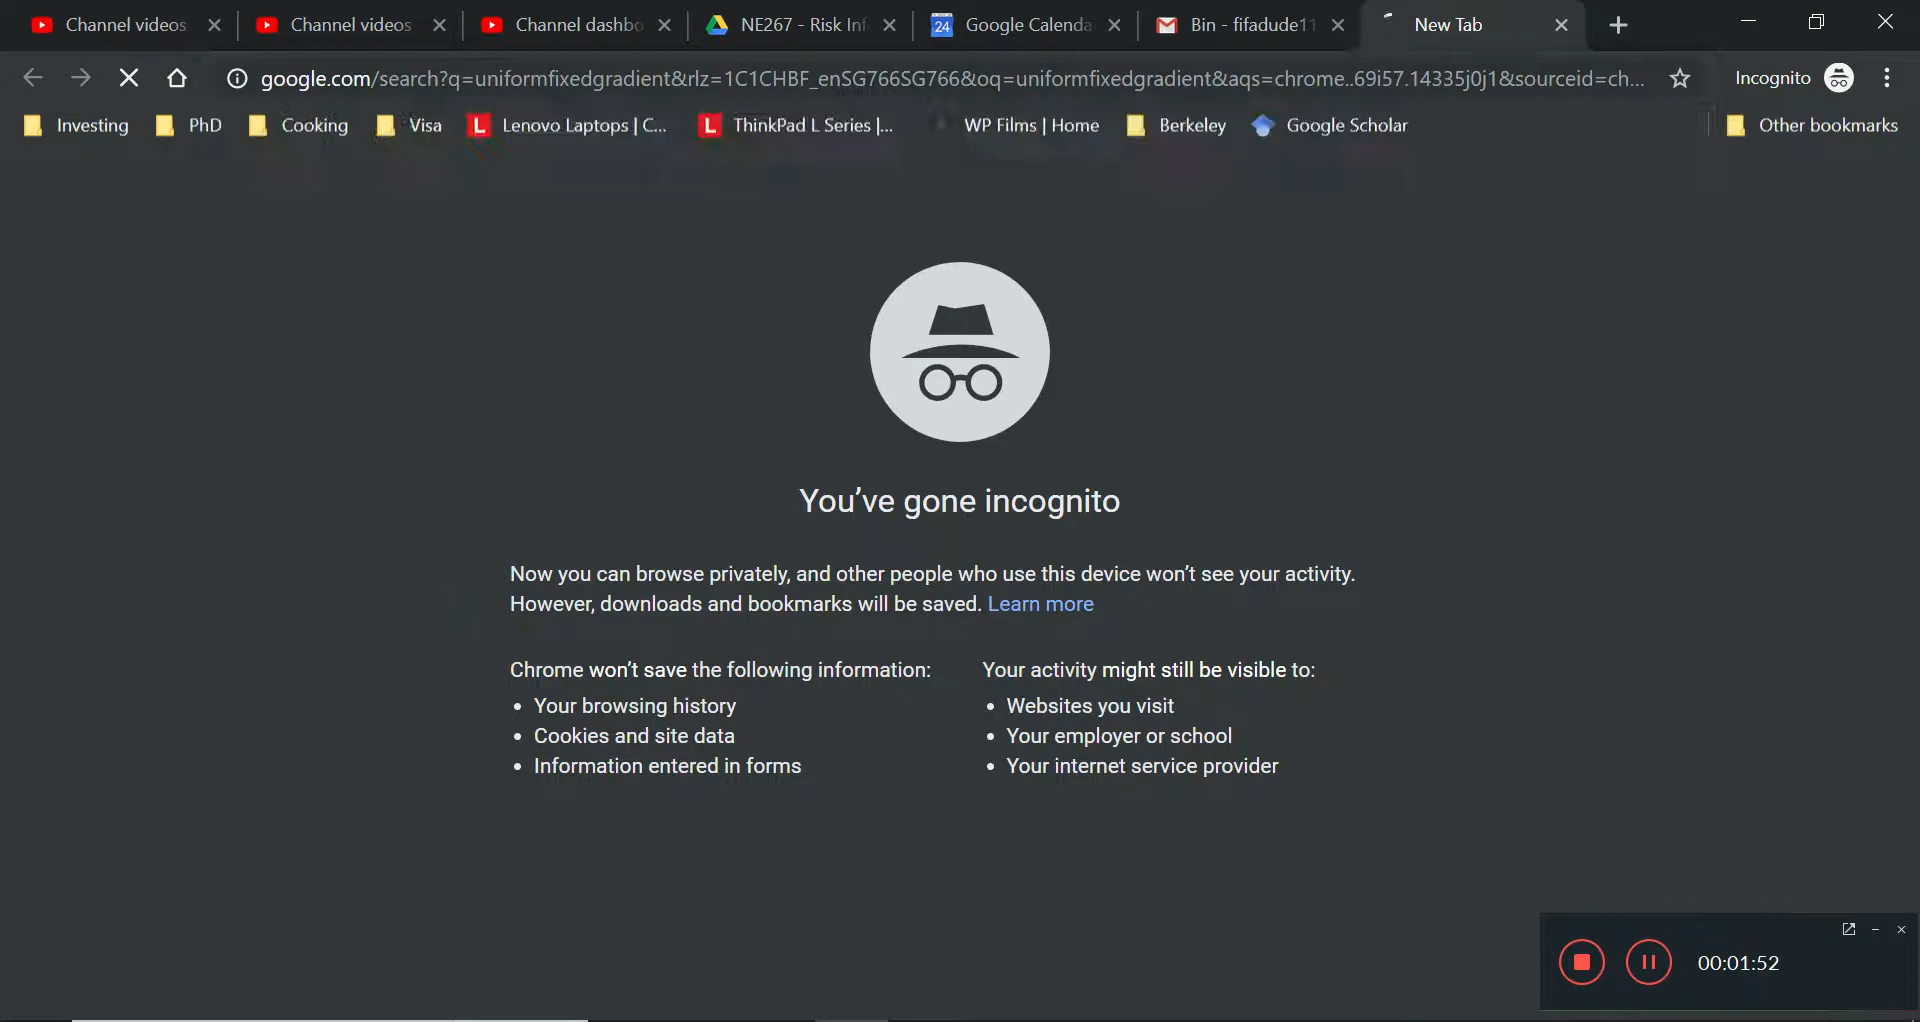 Channel videos
Channel videos
Channel dashbo
NE267 - Risk Inf
24
Google Calenda
Bin - fifadude11
New Tab
google.com/search?q=uniformfixedgradient&rlz=1C1CHBF_enSG766SG766&oq=uniformfixedgradient&aqs=chrome..69i57.14335j0j1&sourceid=ch...
Incognito
Investing
PhD
Cooking
Visa
L
Lenovo Laptops | C...
L
ThinkPad L Series |...
WP Films | Home
Berkeley
Google Scholar
Other bookmarks
You've gone incognito
Now you can browse privately, and other people who use this device won't see your activity.
However, downloads and bookmarks will be saved. Learn more
Chrome won't save the following information:
• Your browsing history
• Cookies and site data
• Information entered in forms
Your activity might still be visible to:
• Websites you visit
• Your employer or school
• Your internet service provider
00:01:52